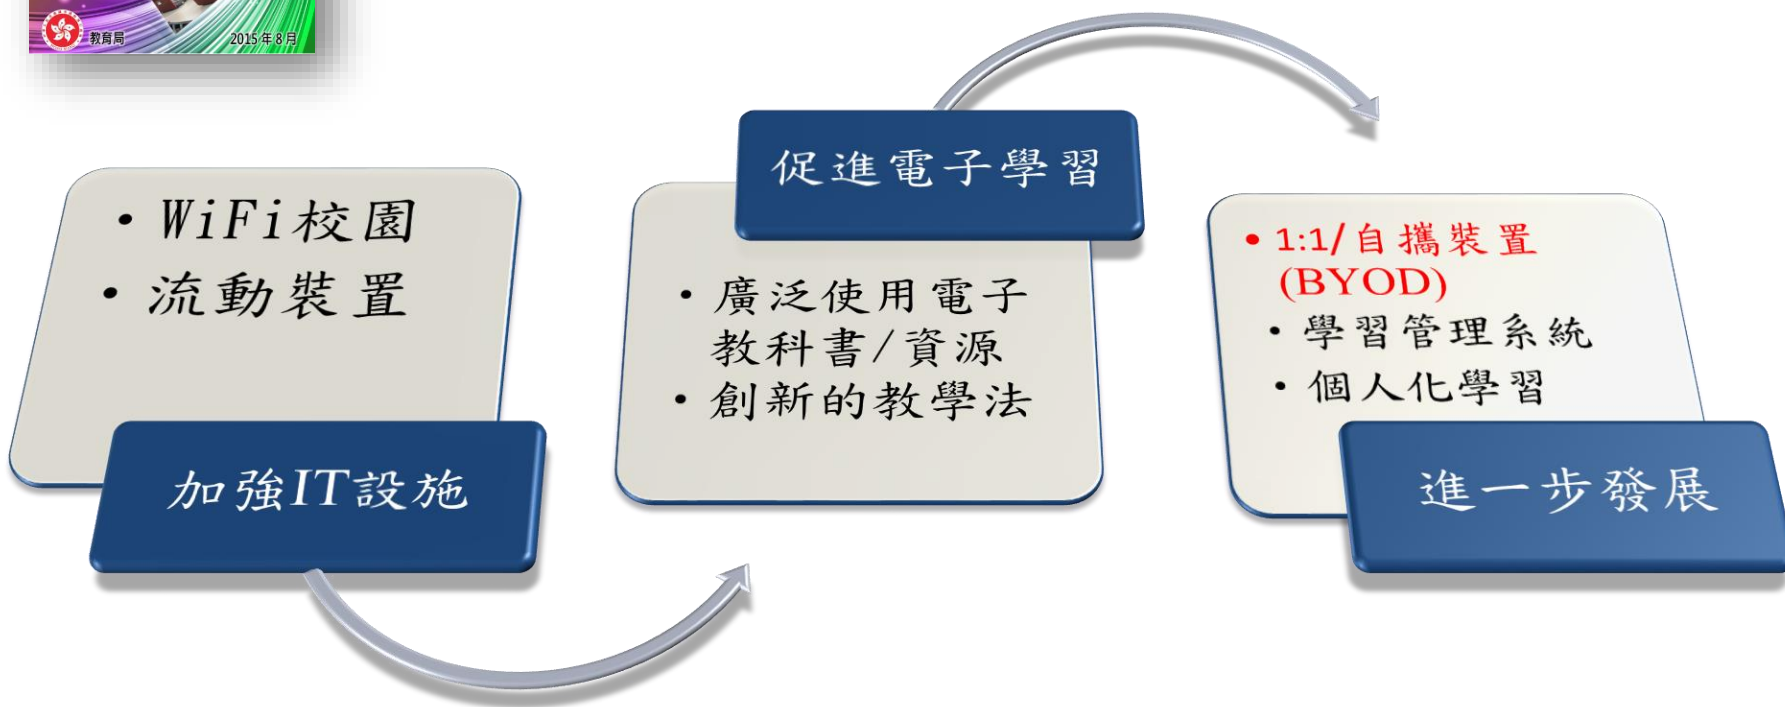 教育局
2015年8月
• WiFi校園
• 流動裝置
加強IT設施
促進電子學習
• 廣泛使用電子
教科書/資源
• 創新的教學法
• 1:1/自攜裝置
(BYOD)
• 學習管理系統
• 個人化學習
進一步發展